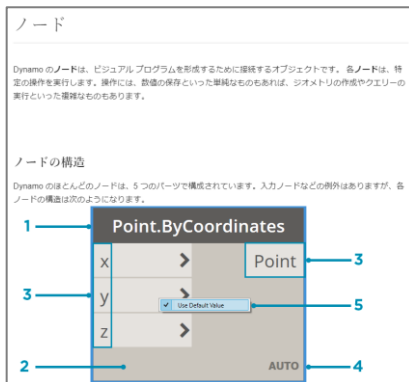 ノード
Dynamo のノードは、ビジュアル プログラムを形成するために接続するオブジェクトです。 各ノードは、特
定の操作を実行します。操作には、数値の保存といった単純なものもあれば、ジオメトリの作成やクエリーの
実行といった複雑なものもあります。
ノードの構造
Dynamo のほとんどのノードは、5 つのパーツで構成されています。入力ノードなどの例外はありますが、各
ノードの構造は次のようになります。
1 Point.ByCoordinates
x > Point 3
3 y >
Use Default Value 5
z >
2 AUTO 4